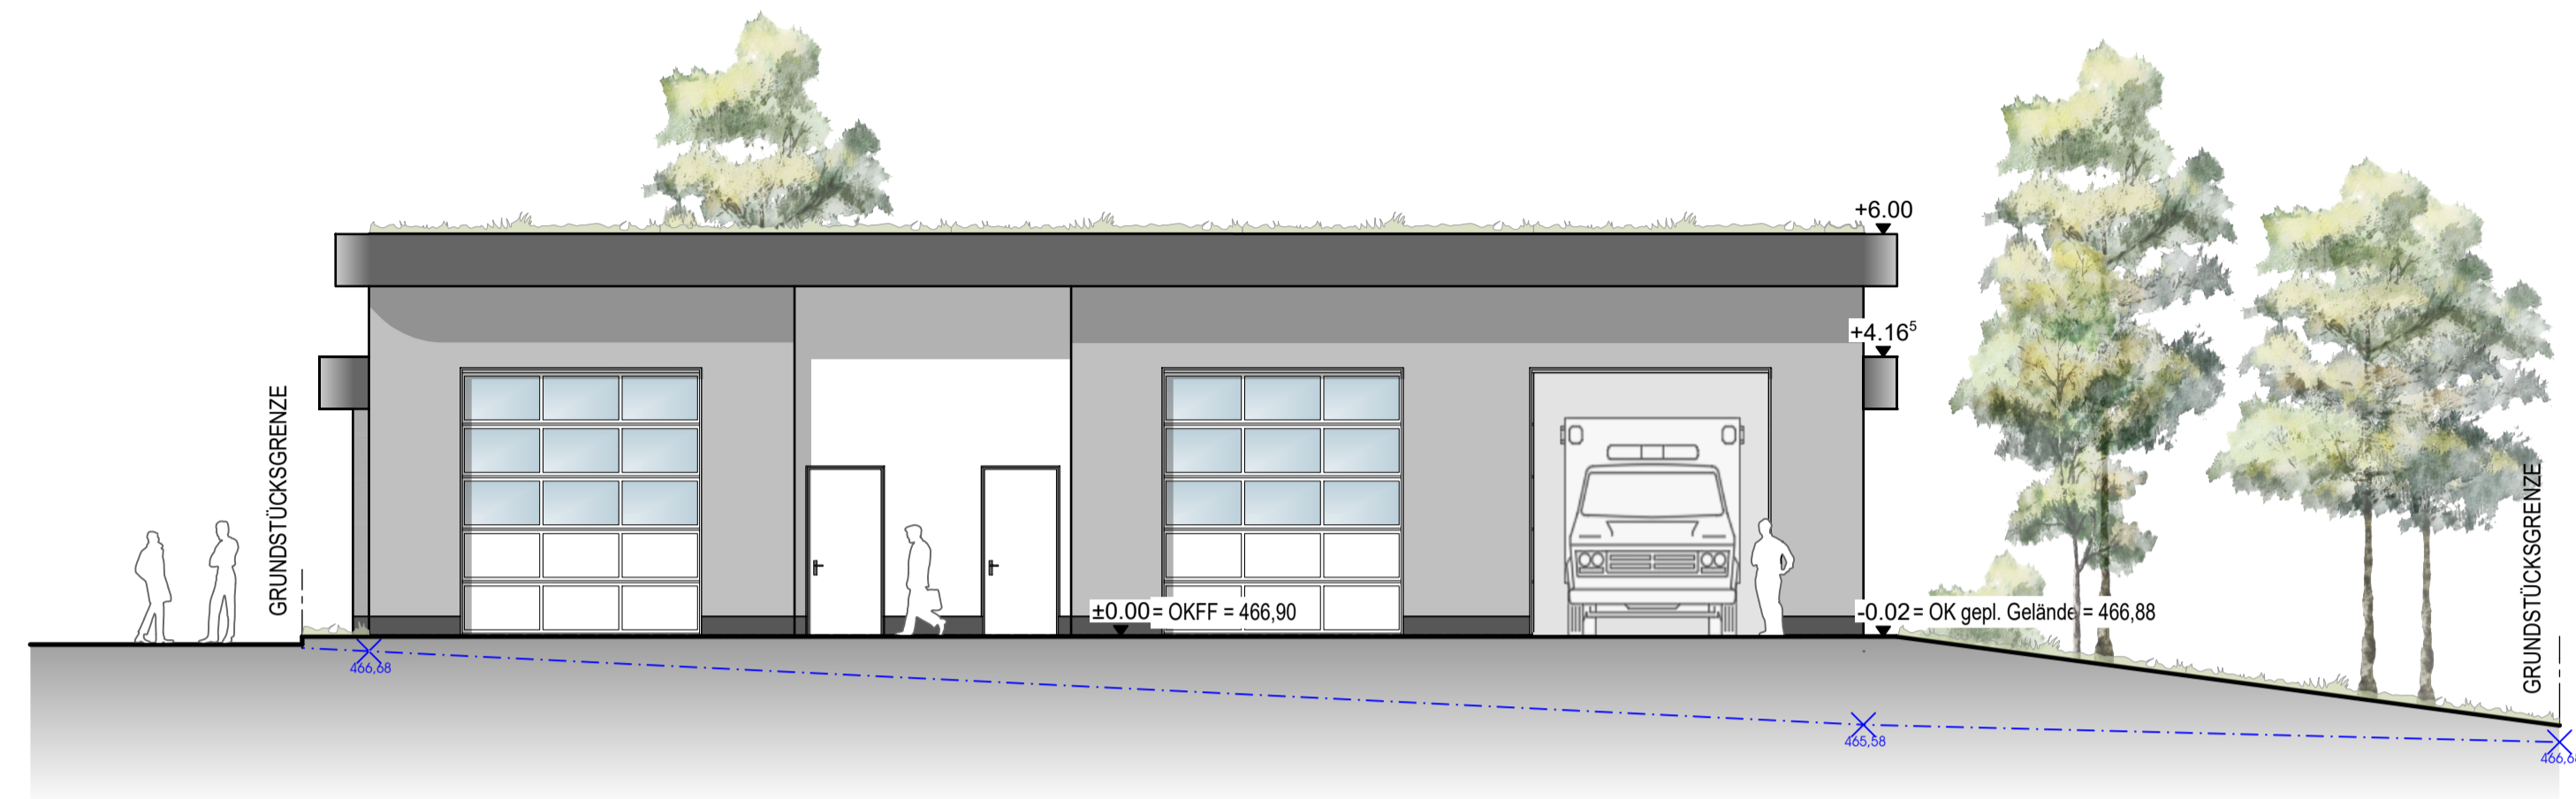 +6.00
+4.16⁵
GRUNDSTÜCKSGRENZE
GRUNDSTÜCKSGRENZE
±0.00 = OKFF = 466,90
-0.02 = OK gepl. Gelände = 466,88
466,68
465,58